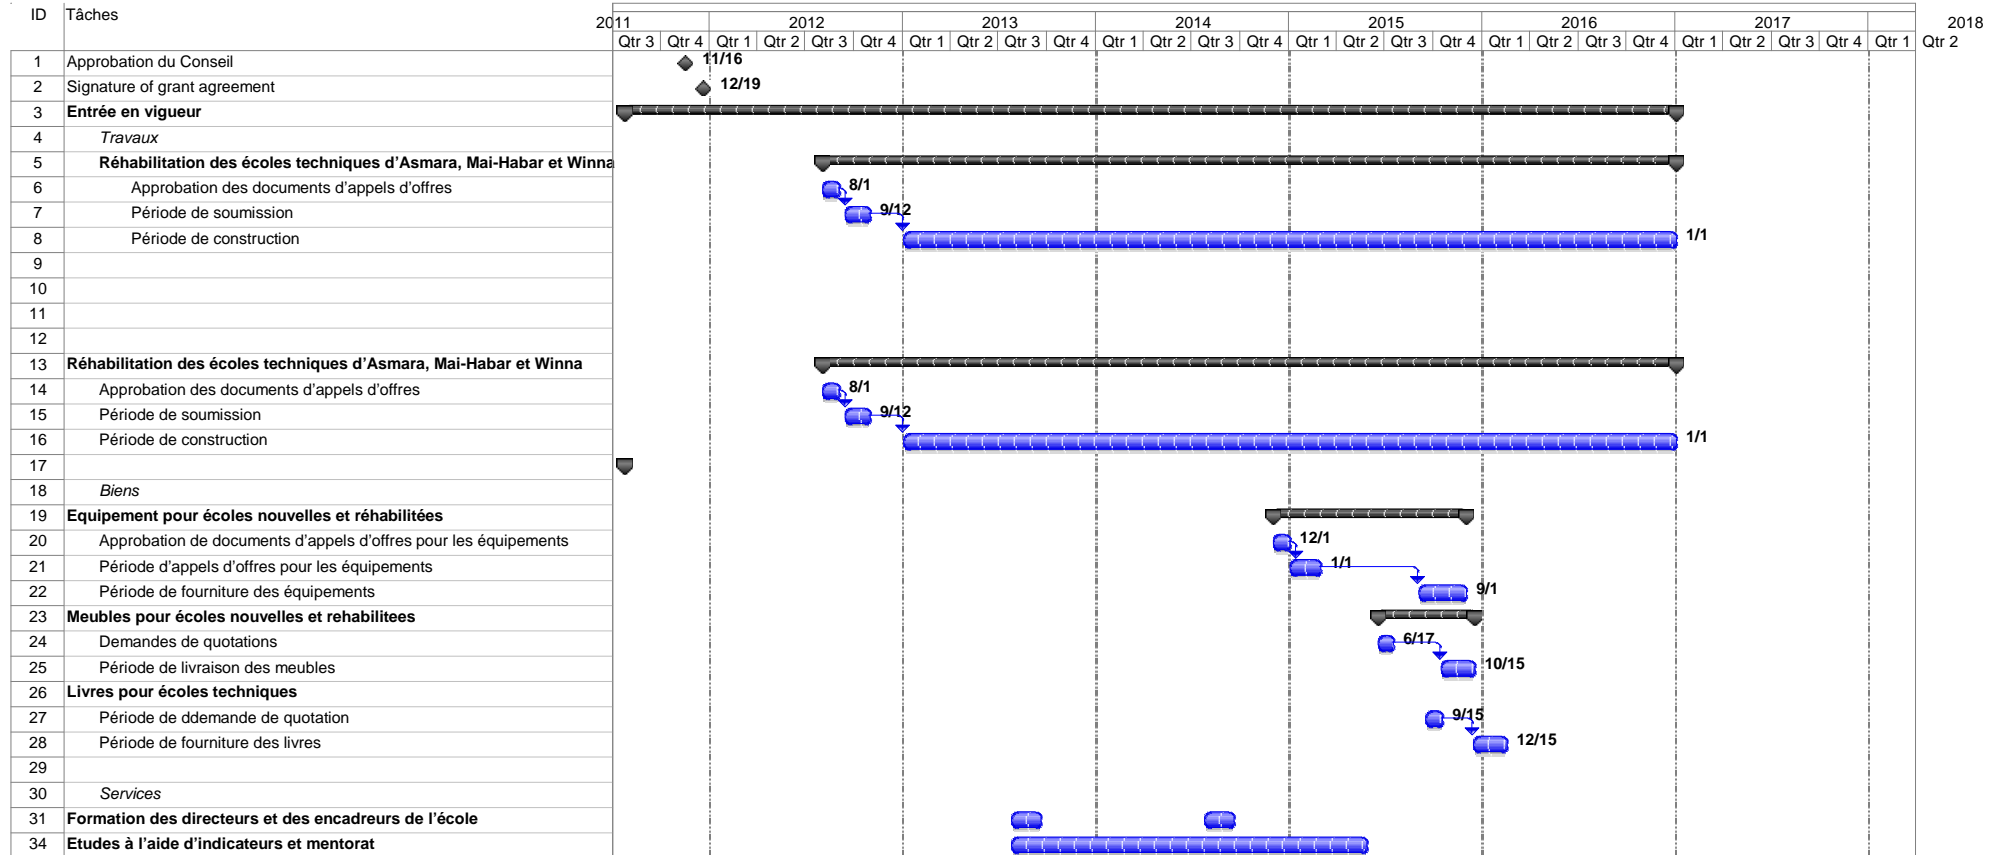 ID Tâches
2011 2012 2013 2014 2015 2016 2017 2018
Qtr 3 Qtr 4 Qtr 1 Qtr 2 Qtr 3 Qtr 4 Qtr 1 Qtr 2 Qtr 3 Qtr 4 Qtr 1 Qtr 2 Qtr 3 Qtr 4 Qtr 1 Qtr 2 Qtr 3 Qtr 4 Qtr 1 Qtr 2 Qtr 3 Qtr 4 Qtr 1 Qtr 2 Qtr 3 Qtr 4 Qtr 1 Qtr 2
1 Approbation du Conseil 11/16
2 Signature of grant agreement 12/19
3 Entrée en vigueur
4 Travaux
5 Réhabilitation des écoles techniques d'Asmara, Mai-Habar et Winna
6 Approbation des documents d'appels d'offres 8/1
7 Période de soumission 9/12
8 Période de construction 1/1
9
10
11
12
13 Réhabilitation des écoles techniques d'Asmara, Mai-Habar et Winna
14 Approbation des documents d'appels d'offres 8/1
15 Période de soumission 9/12
16 Période de construction 1/1
17
18 Biens
19 Equipement pour écoles nouvelles et réhabilitées
20 Approbation de documents d'appels d'offres pour les équipements 12/1
21 Période d'appels d'offres pour les équipements 1/1
22 Période de fourniture des équipements 9/1
23 Meubles pour écoles nouvelles et rehabilitees
24 Demandes de quotations 6/17
25 Période de livraison des meubles 10/15
26 Livres pour écoles techniques
27 Période de ddemande de quotation 9/15
28 Période de fourniture des livres 12/15
29
30 Services
31 Formation des directeurs et des encadreurs de l'école
34 Etudes à l'aide d'indicateurs et mentorat